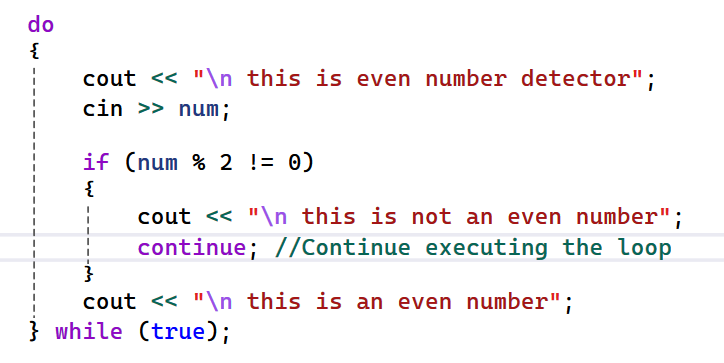 do
{
    cout << "\n this is even number detector";
    cin >> num;

    if (num % 2 != 0)
    {
        cout << "\n this is not an even number";
        continue; //Continue executing the loop
    }
    cout << "\n this is an even number";
} while (true);